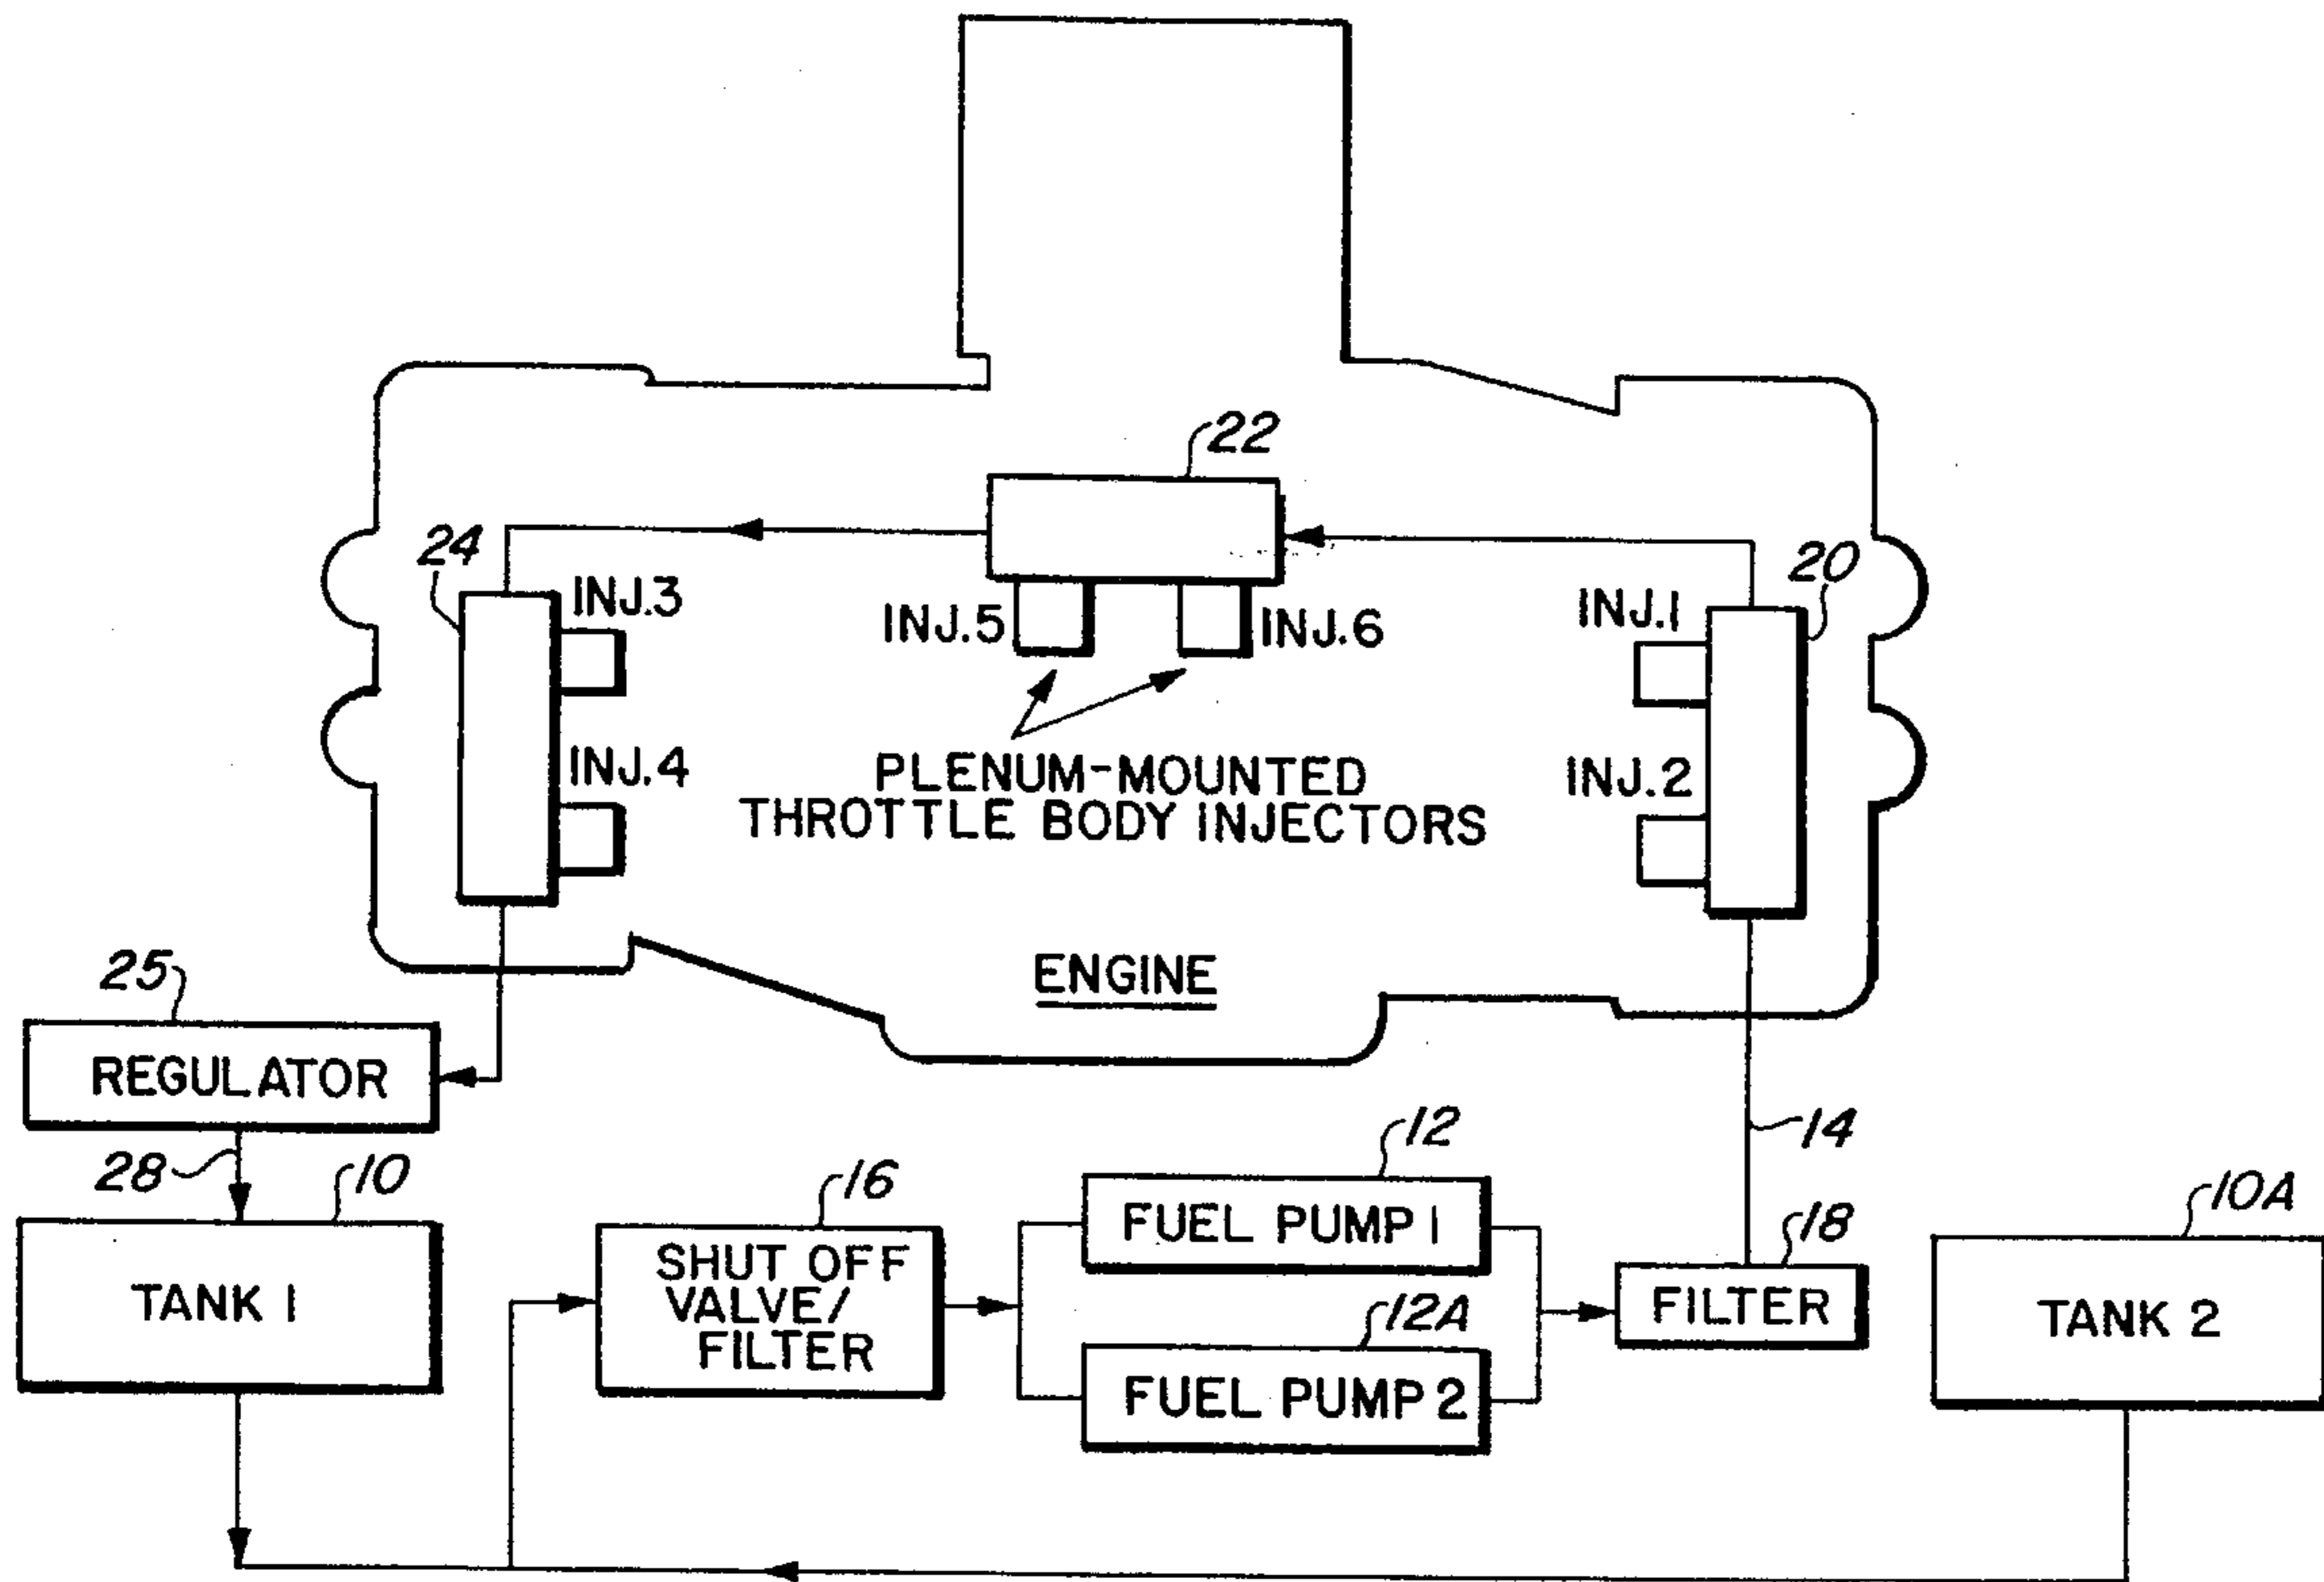 22
24
20
INJ.3
INJ.1
INJ.5
INJ.6
INJ.4
INJ.2
PLENUM-MOUNTED
THROTTLE BODY INJECTORS
25
ENGINE
REGULATOR
12
14
28
10
16
10A
FUEL PUMP 1
18
SHUT OFF
VALVE/
FILTER
TANK 1
12A
FILTER
TANK 2
FUEL PUMP 2